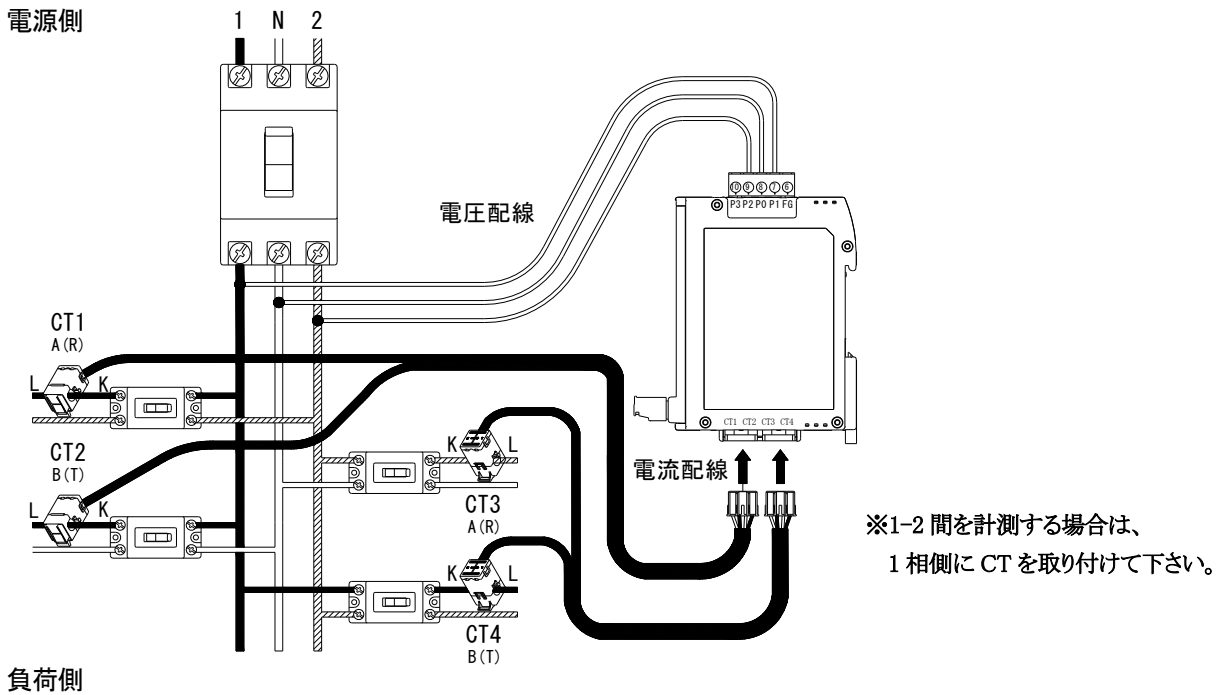 電源側
1 N 2
電圧配線
⑩⑨⑧⑦⑥
P3 P2 P0 P1 FG
CT1
A(R)
L K
CT2
B(T)
L K
CT1 CT2 CT3 CT4
電流配線
K L
CT3
A(R)
K L
CT4
B(T)
※1-2 間を計測する場合は、
1 相側に CT を取り付けて下さい。
負荷側